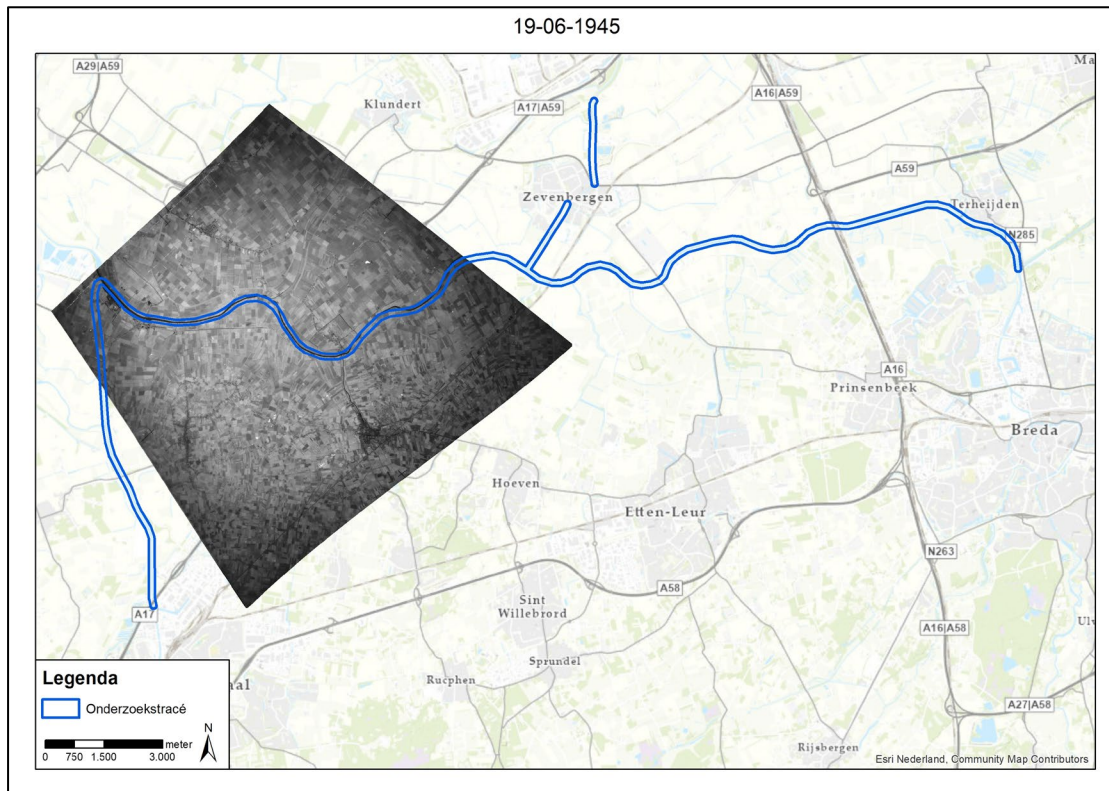 19-06-1945
A29|A59
Klundert
A17|A59
A16|A59
Ma
Zevenbergen
A59
Terheijden
N285
A16
Prinsenbeek
Breda
Hoeven
Etten-Leur
N263
A58
A17
Sint
Willebrord
A16|A58
Ulv
Sprundel
Rucphen
aal
A27|A58
Rijsbergen
Legenda
Onderzoekstracé
N
0 750 1.500 3.000 meter
Esri Nederland, Community Map Contributors